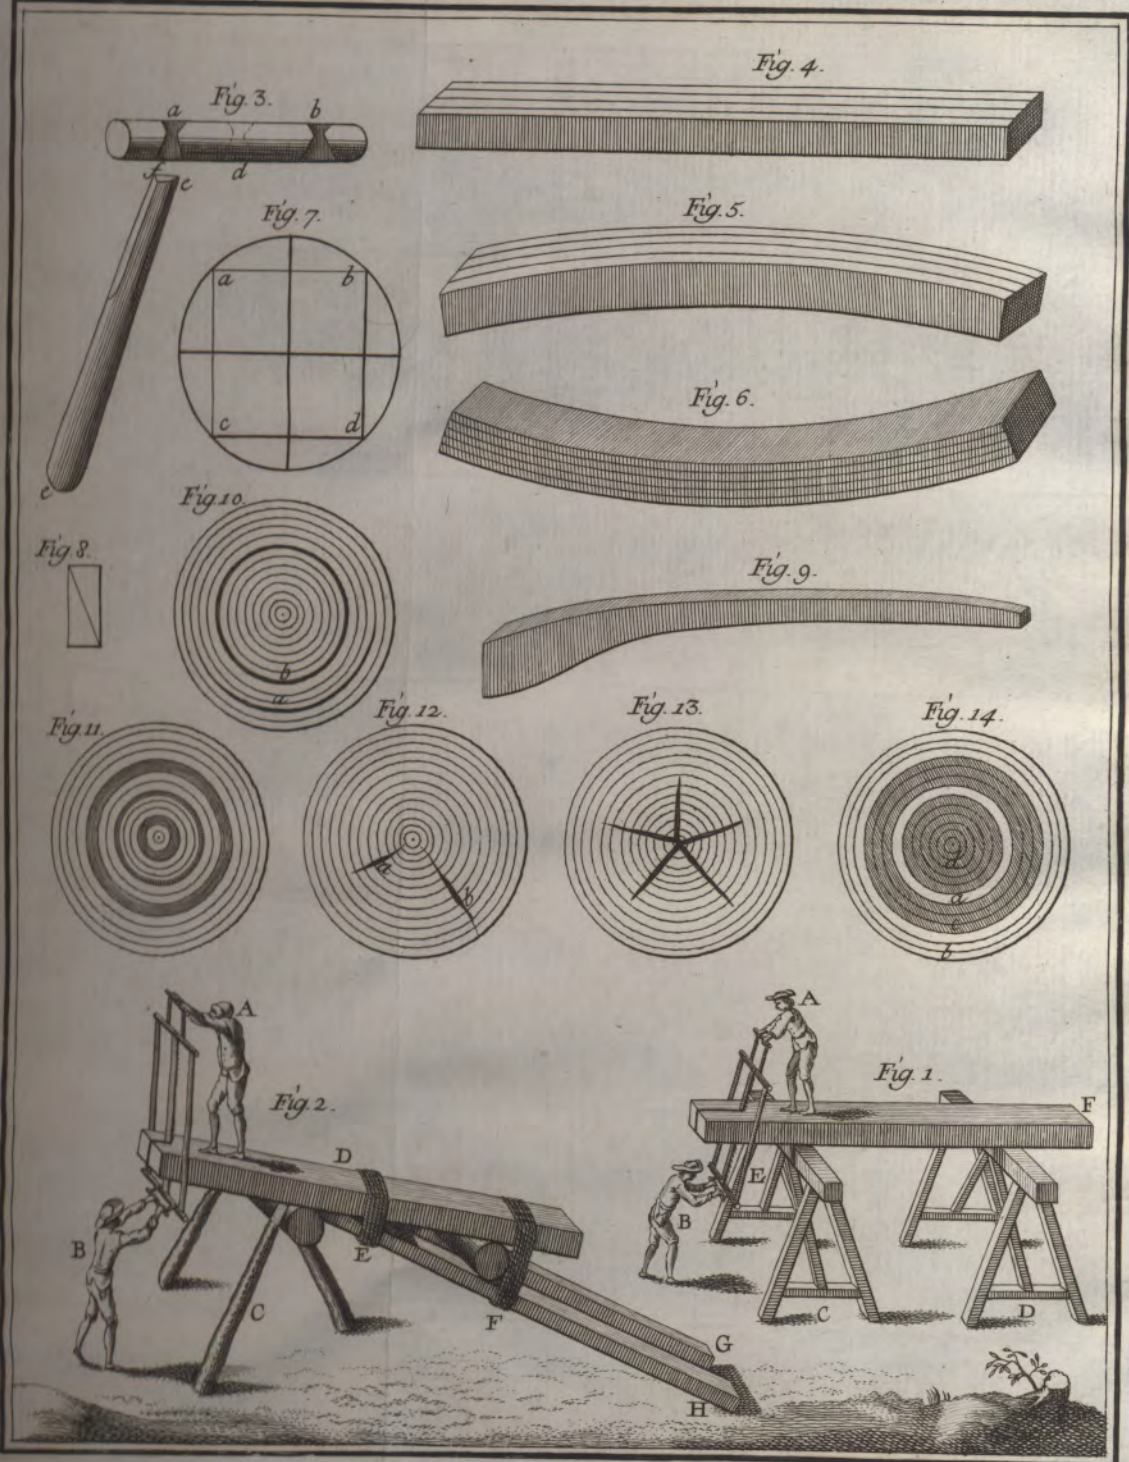 Fig. 4.
Fig. 3.
a b
f d
e
Fig. 7.
a b
c d
e
Fig. 5.
Fig. 6.
Fig. 10.
b
a
Fig. 8.
Fig. 9.
Fig. 11.
Fig. 12.
a
b
Fig. 13.
Fig. 14.
d
a
c
b
A
Fig. 2.
D
B
E
C
F
G
H
A
Fig. 1.
F
E
B
C
D